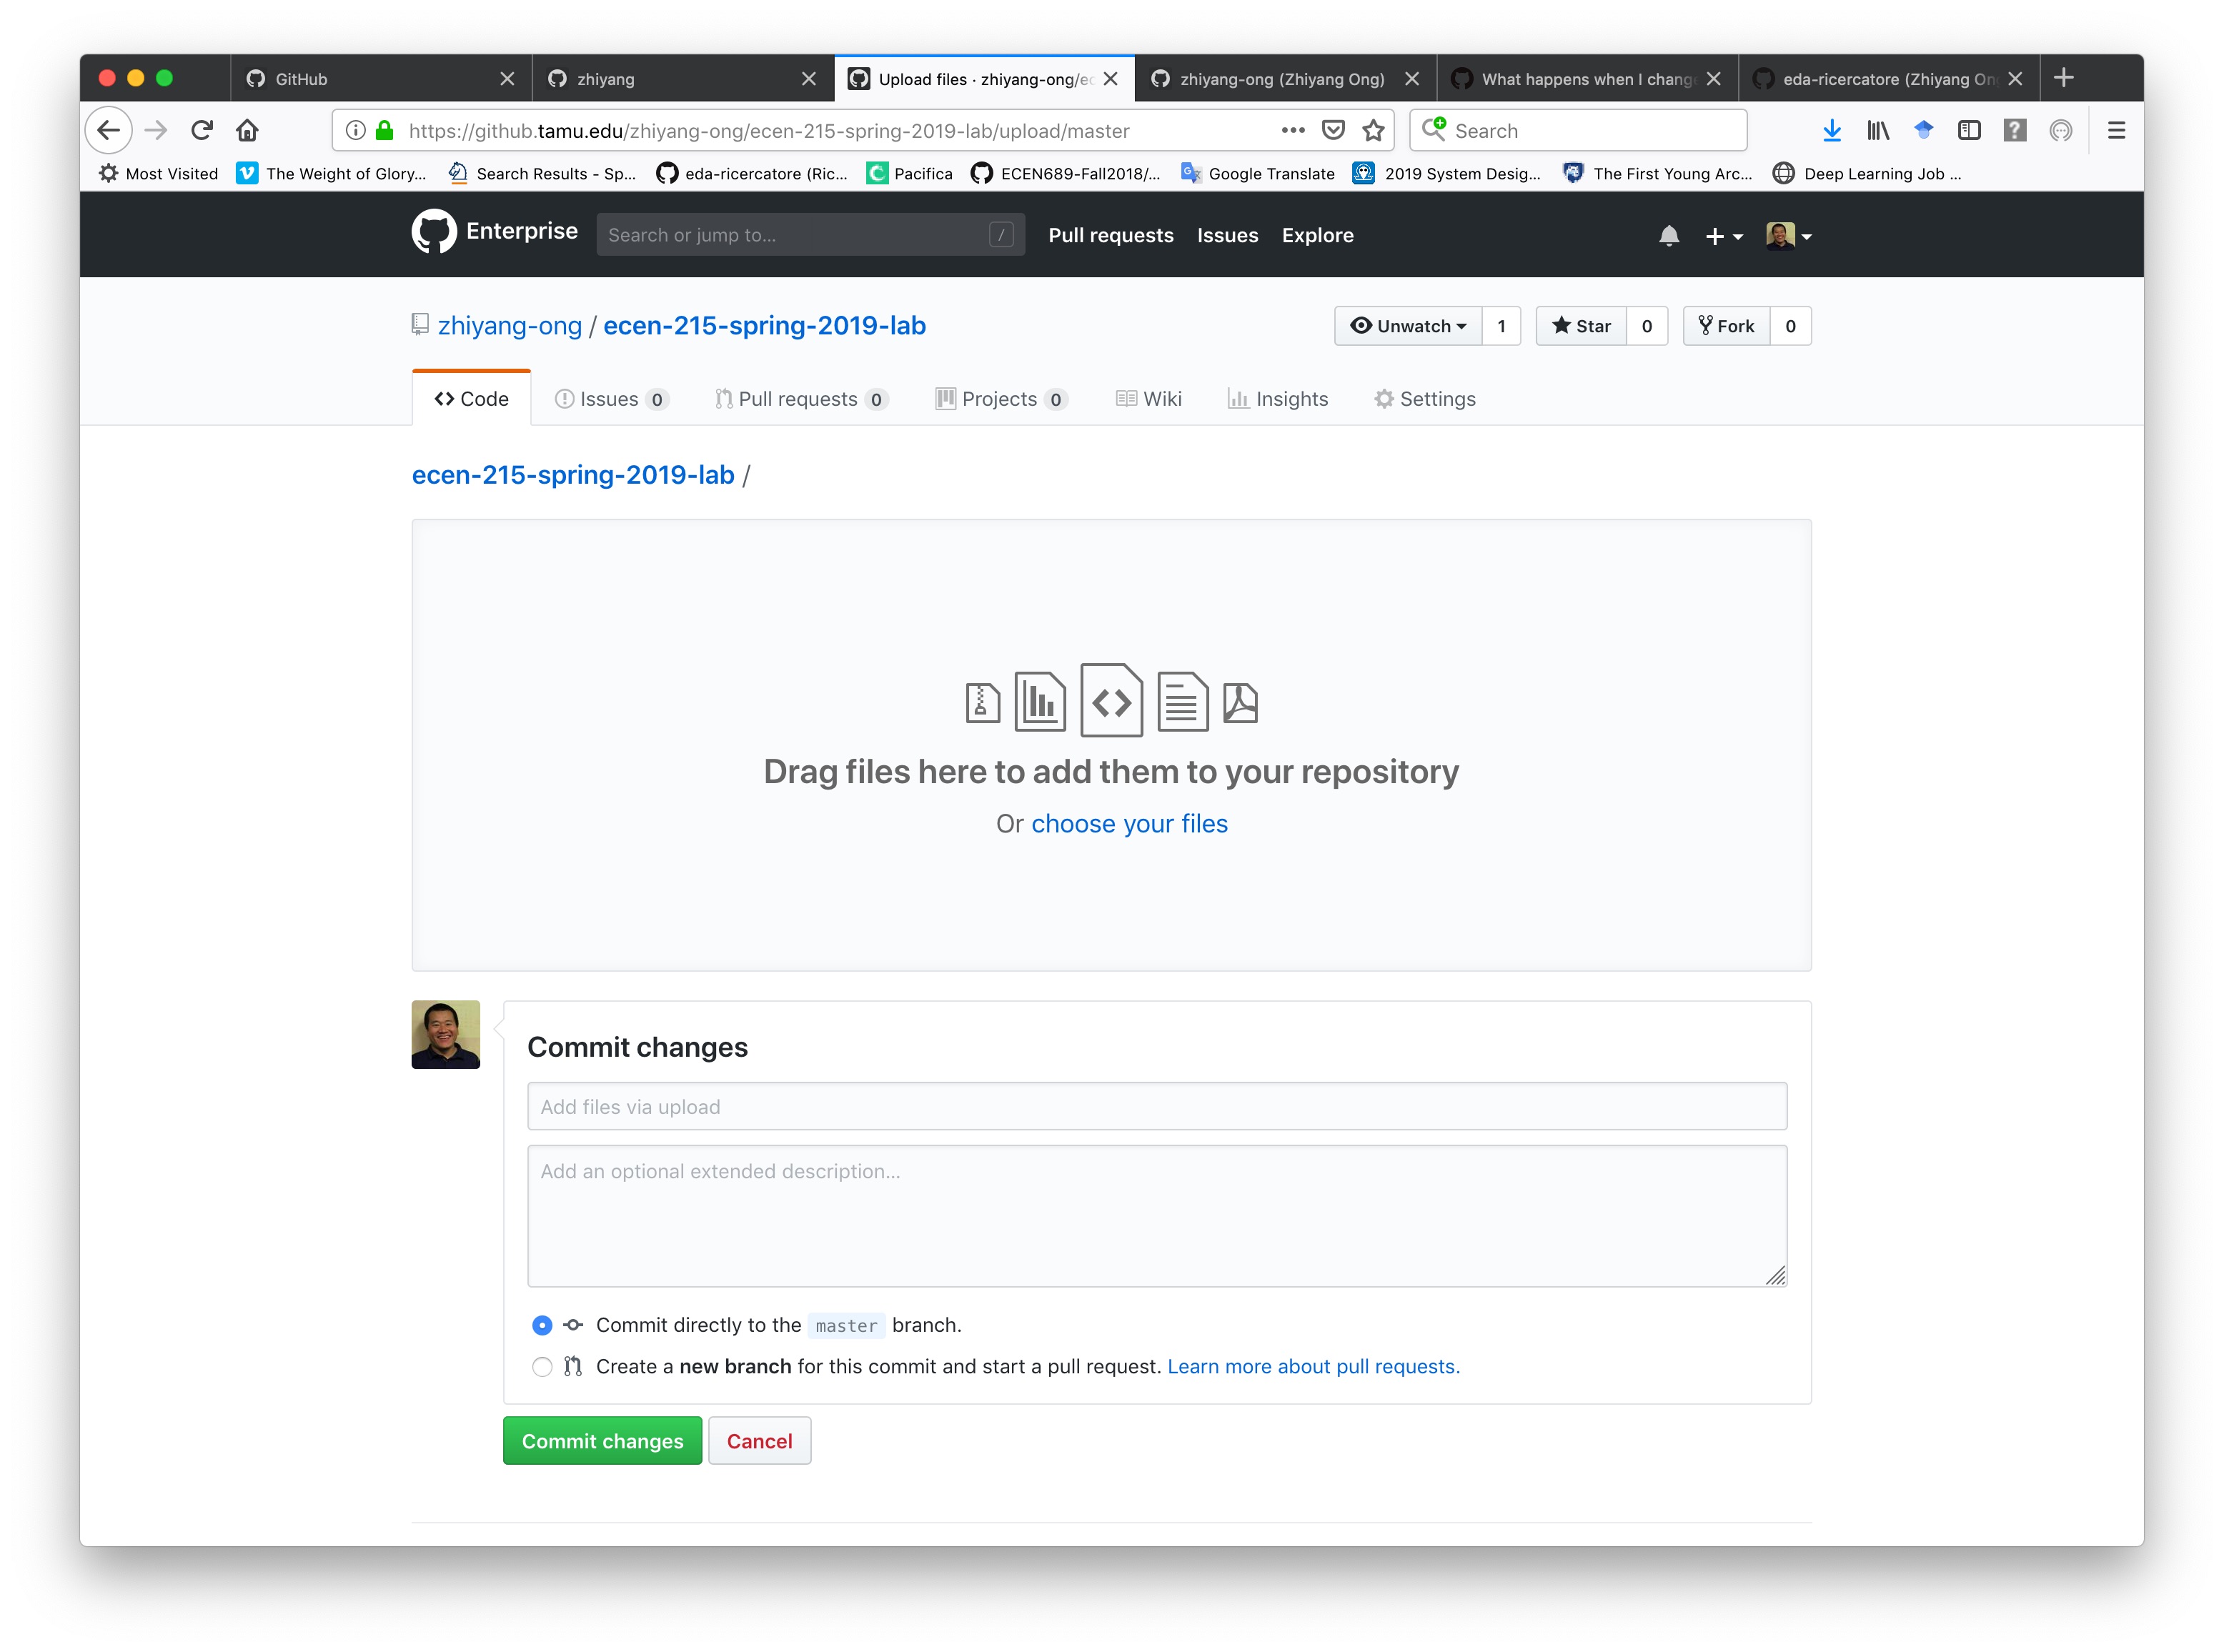 GitHub
zhiyang
Upload files · zhiyang-ong/ec
zhiyang-ong (Zhiyang Ong)
What happens when I chang
eda-ricercatore (Zhiyang On
https://github.tamu.edu/zhiyang-ong/ecen-215-spring-2019-lab/upload/master
Search
Most Visited
The Weight of Glory...
Search Results - Sp...
eda-ricercatore (Ric...
Pacifica
ECEN689-Fall2018/...
Google Translate
2019 System Desig...
The First Young Arc...
Deep Learning Job ...
Enterprise
Search or jump to...
/
Pull requests
Issues
Explore
zhiyang-ong / ecen-215-spring-2019-lab
Unwatch 1
Star 0
Fork 0
Code
Issues 0
Pull requests 0
Projects 0
Wiki
Insights
Settings
ecen-215-spring-2019-lab /
Drag files here to add them to your repository
Or choose your files
Commit changes
Add files via upload
Add an optional extended description...
Commit directly to the master branch.
Create a new branch for this commit and start a pull request. Learn more about pull requests.
Commit changes
Cancel